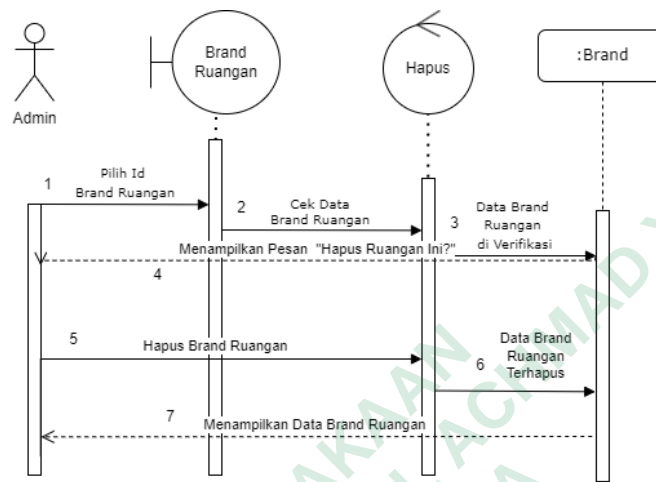 Brand
Ruangan
Hapus
:Brand
Admin
1
Pilih Id
Brand Ruangan
2
Cek Data
Brand Ruangan
3
Data Brand
Ruangan
di Verifikasi
Menampilkan Pesan "Hapus Ruangan Ini?"
4
5
Hapus Brand Ruangan
6
Data Brand
Ruangan
Terhapus
7
Menampilkan Data Brand Ruangan
AKAAN
ACHMAD Y